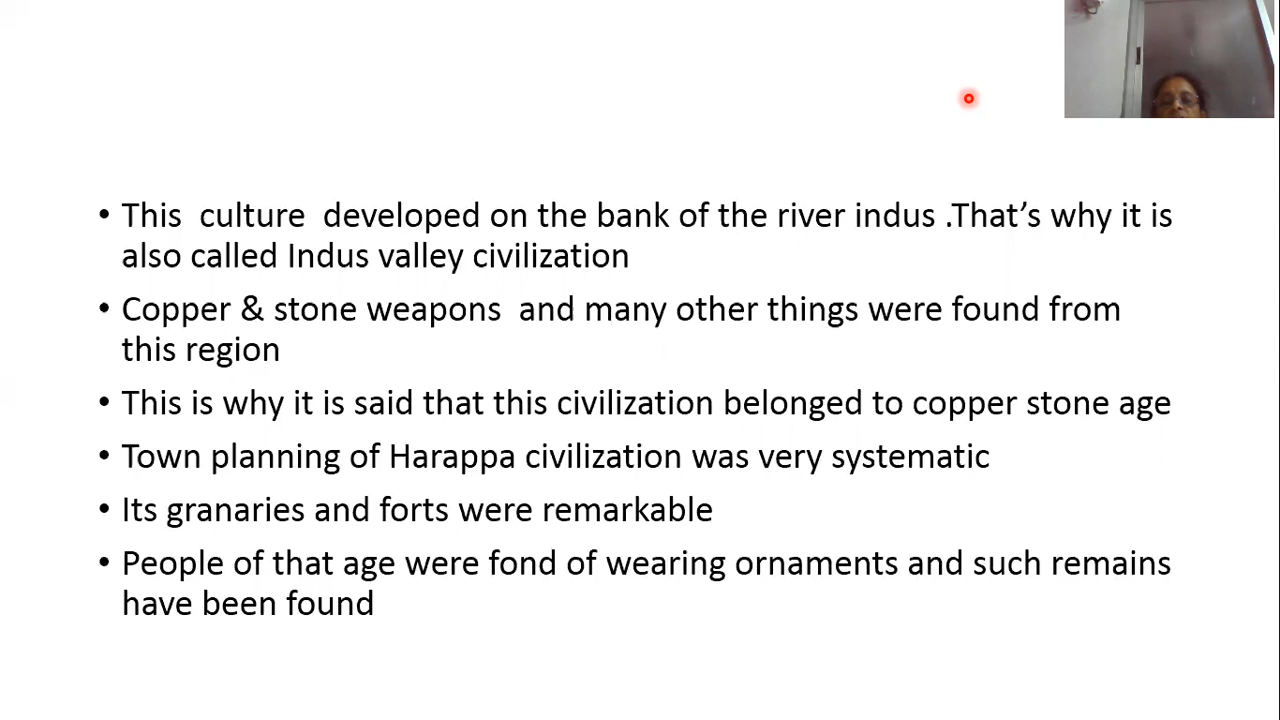 • This culture developed on the bank of the river indus .That’s why it is
also called Indus valley civilization
• Copper & stone weapons and many other things were found from
this region
• This is why it is said that this civilization belonged to copper stone age
• Town planning of Harappa civilization was very systematic
• Its granaries and forts were remarkable
• People of that age were fond of wearing ornaments and such remains
have been found